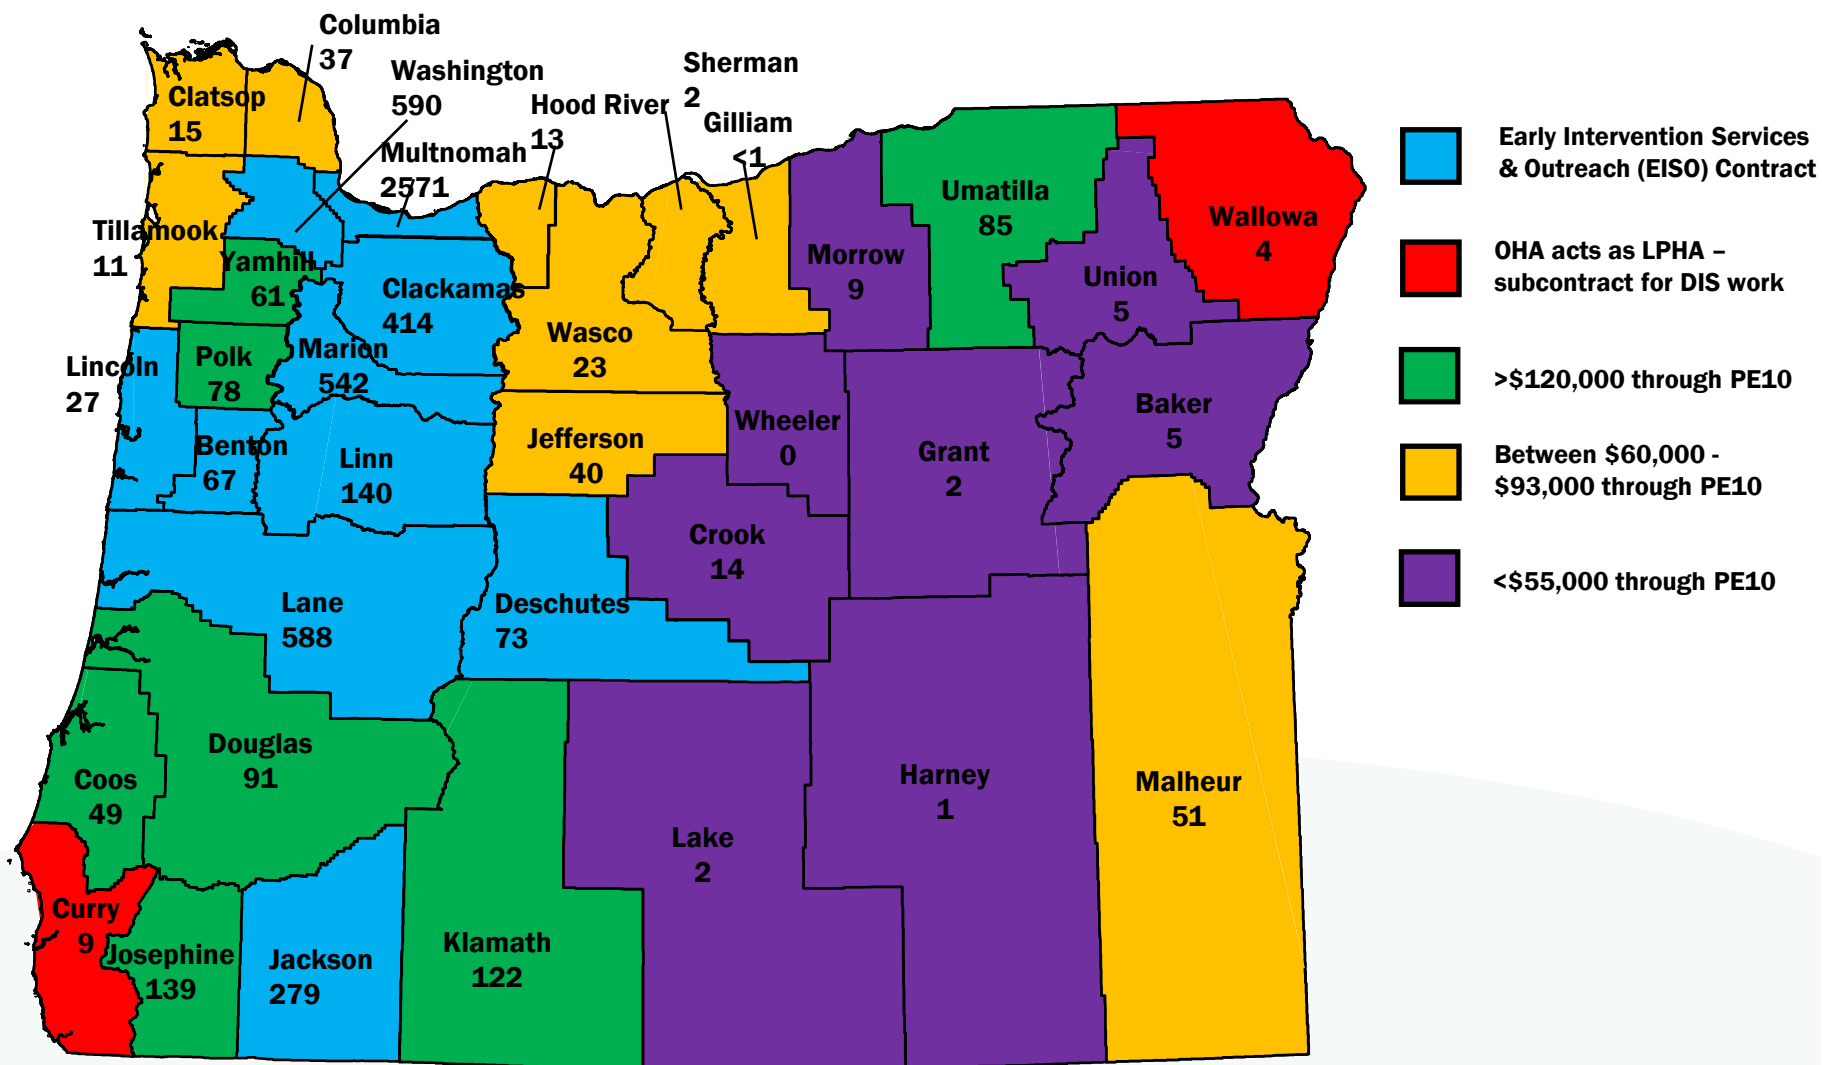 Columbia
37
Washington
590
Sherman
2
Hood River
13
Gilliam
<1
Clatsop
15
Multnomah
2571
Umatilla
85
Wallowa
4
Tillamook
11
Yamhill
61
Clackamas
414
Morrow
9
Union
5
Wasco
23
Lincoln
27
Polk
78
Marion
542
Wheeler
0
Grant
2
Baker
5
Jefferson
40
Benton
67
Linn
140
Crook
14
Lane
588
Deschutes
73
Douglas
91
Coos
49
Harney
1
Malheur
51
Lake
2
Curry
9
Josephine
139
Jackson
279
Klamath
122
Early Intervention Services
& Outreach (EISO) Contract
OHA acts as LPHA –
subcontract for DIS work
>$120,000 through PE10
Between $60,000 -
$93,000 through PE10
<$55,000 through PE10